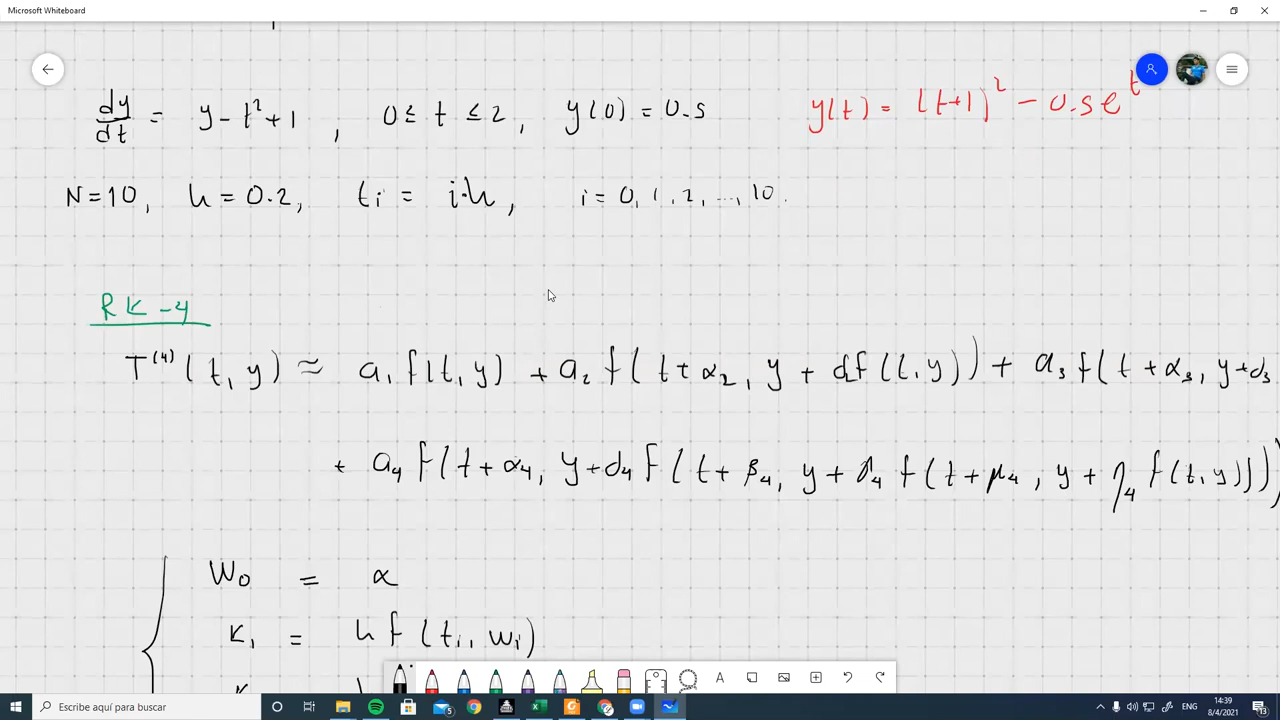 Microsoft Whiteboard
dy/dt = y - t² + 1 , 0 ≤ t ≤ 2 , y(0) = 0.5
y(t) = (t+1)² - 0.5 e^t
N = 10, h = 0.2, ti = i·h, i = 0, 1, 2, ..., 10.
RK-4
T⁽⁴⁾(t, y) ≈ a₁ f(t, y) + a₂ f(t + α₂, y + d₂f(t, y)) + a₃ f(t + α₃, y + d₃
+ a₄ f(t + α₄, y + d₄ f(t + β₄, y + δ₄ f(t + μ₄, y + η₄ f(t, y))))
W₀ = α
K₁ = h f(ti, wi)
Escribe aquí para buscar
14:39
8/4/2021